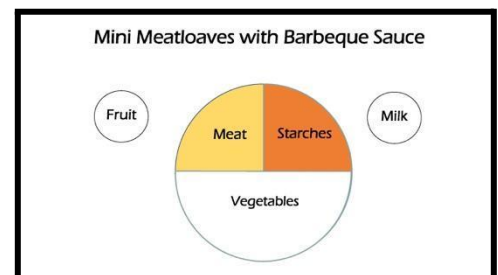 Mini Meatloaves with Barbeque Sauce
Fruit
Milk
Meat
Starches
Vegetables